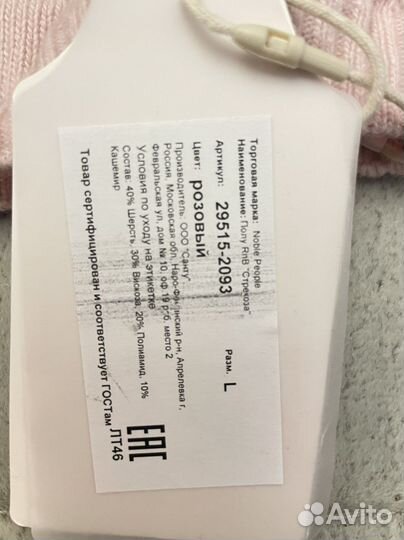 Торговая марка: Noble People
Наименование: Полу RnB "Стрекоза"
Артикул: 29515-2093 Разм. L
Цвет: розовый
Производитель: ООО "Санту",
Россия, Московская обл, Наро-Фоминский р-н, Апрелевка г,
Февральская ул, дом № 10, оф.19 раб. место 2
Условия по уходу на этикетке
Состав: 40% Шерсть, 30% Вискоза, 20% Полиамид, 10%
Кашемир
EAC
Товар сертифицирован и соответствует ГОСТам ЛТ46
Avito